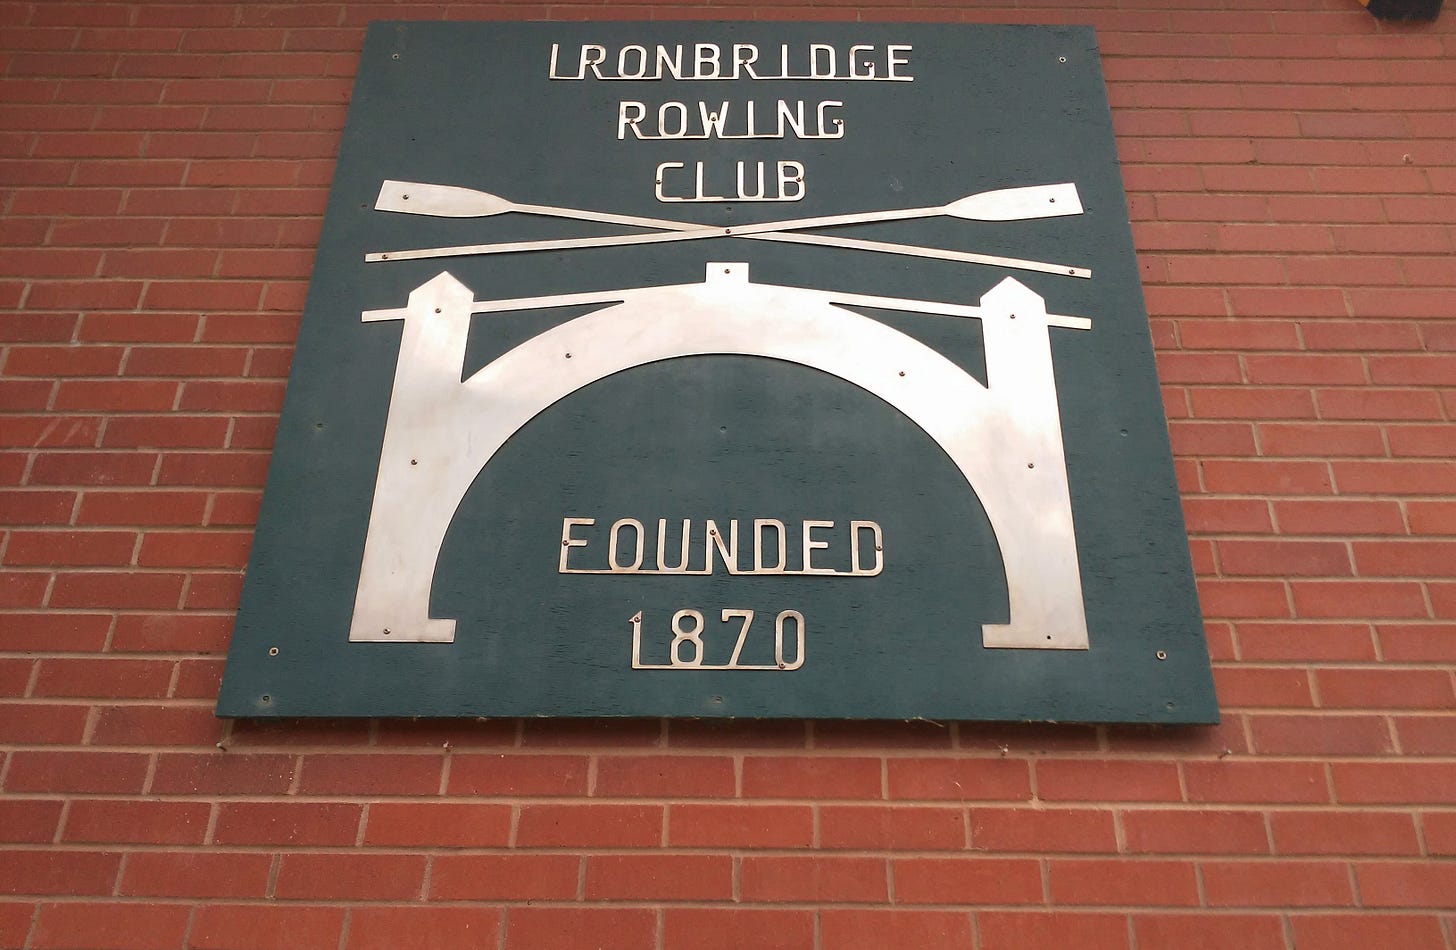 IRONBRIDGE
ROWING
CLUB
FOUNDED
1870